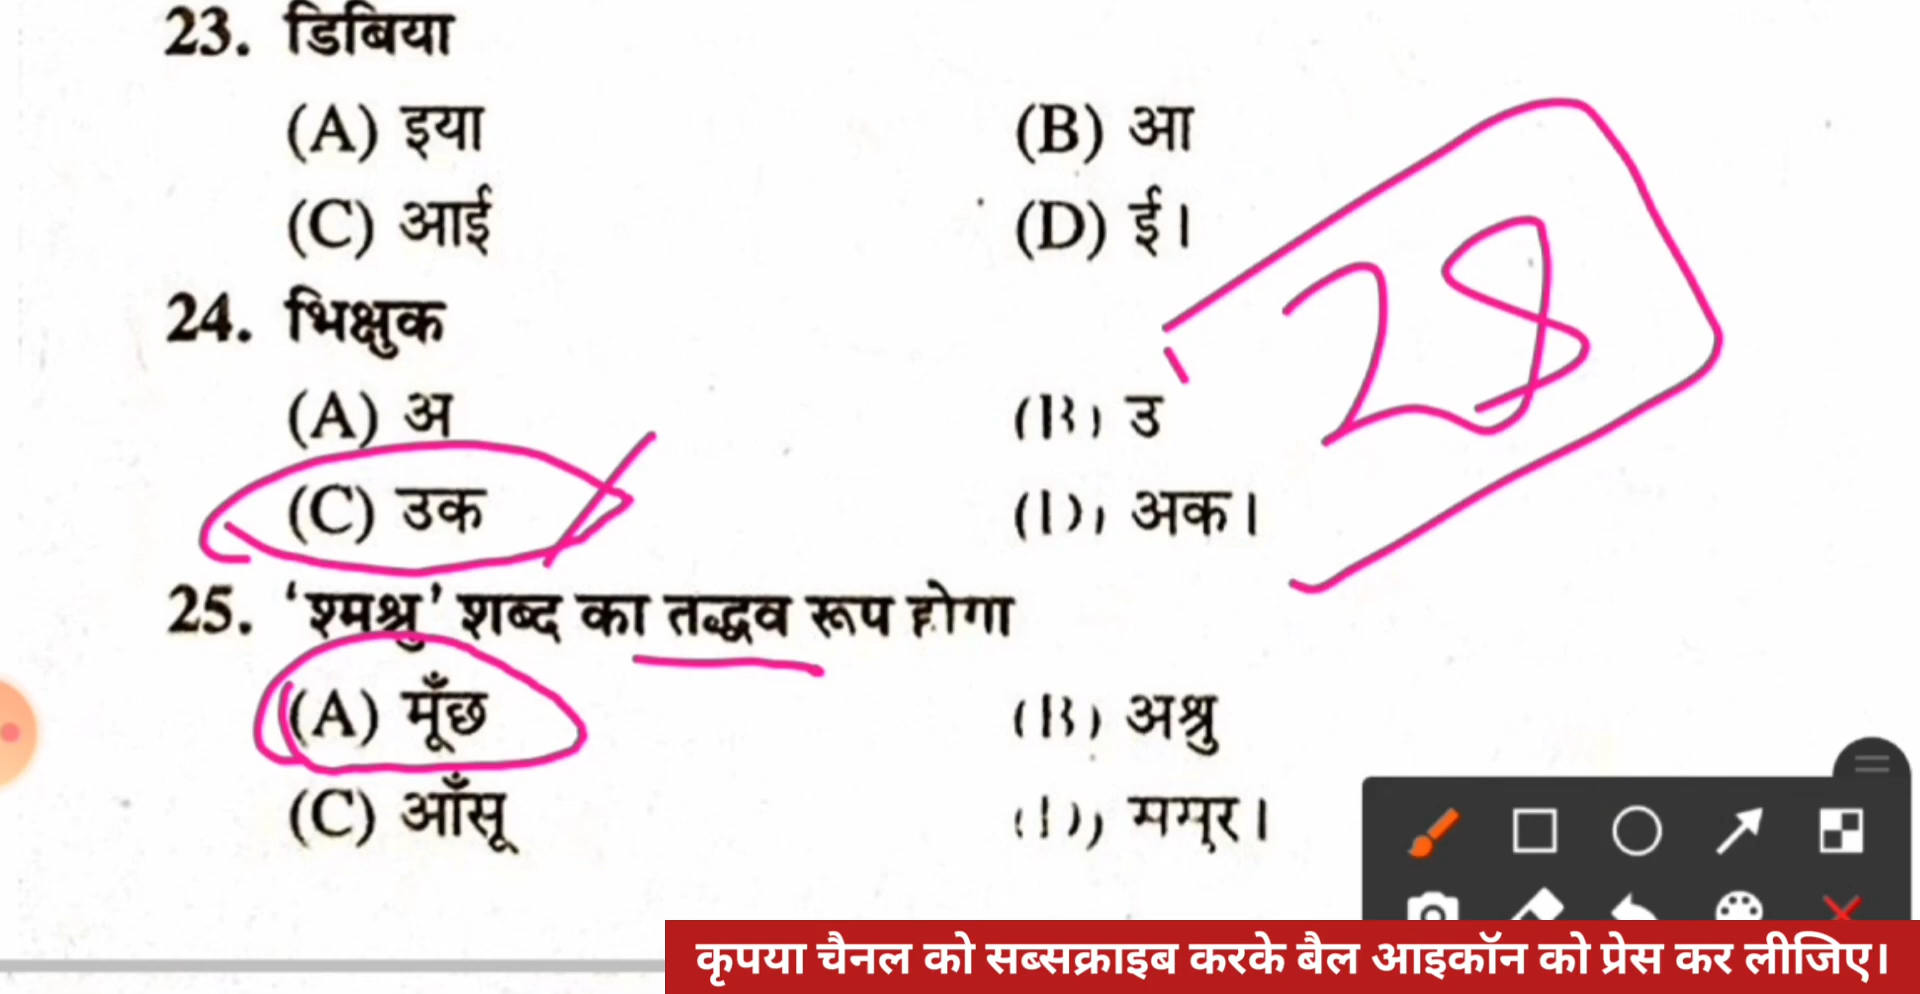 23. डिबिया
(A) इया (B) आ
(C) आई (D) ई।
24. भिक्षुक
(A) अ (B) उ
(C) उक (D) अक।
25. ‘श्मश्रु’ शब्द का तद्भव रूप होगा
(A) मूँछ (B) अश्रु
(C) आँसू (D)
28
कृपया चैनल को सब्सक्राइब करके बैल आइकॉन को प्रेस कर लीजिए।